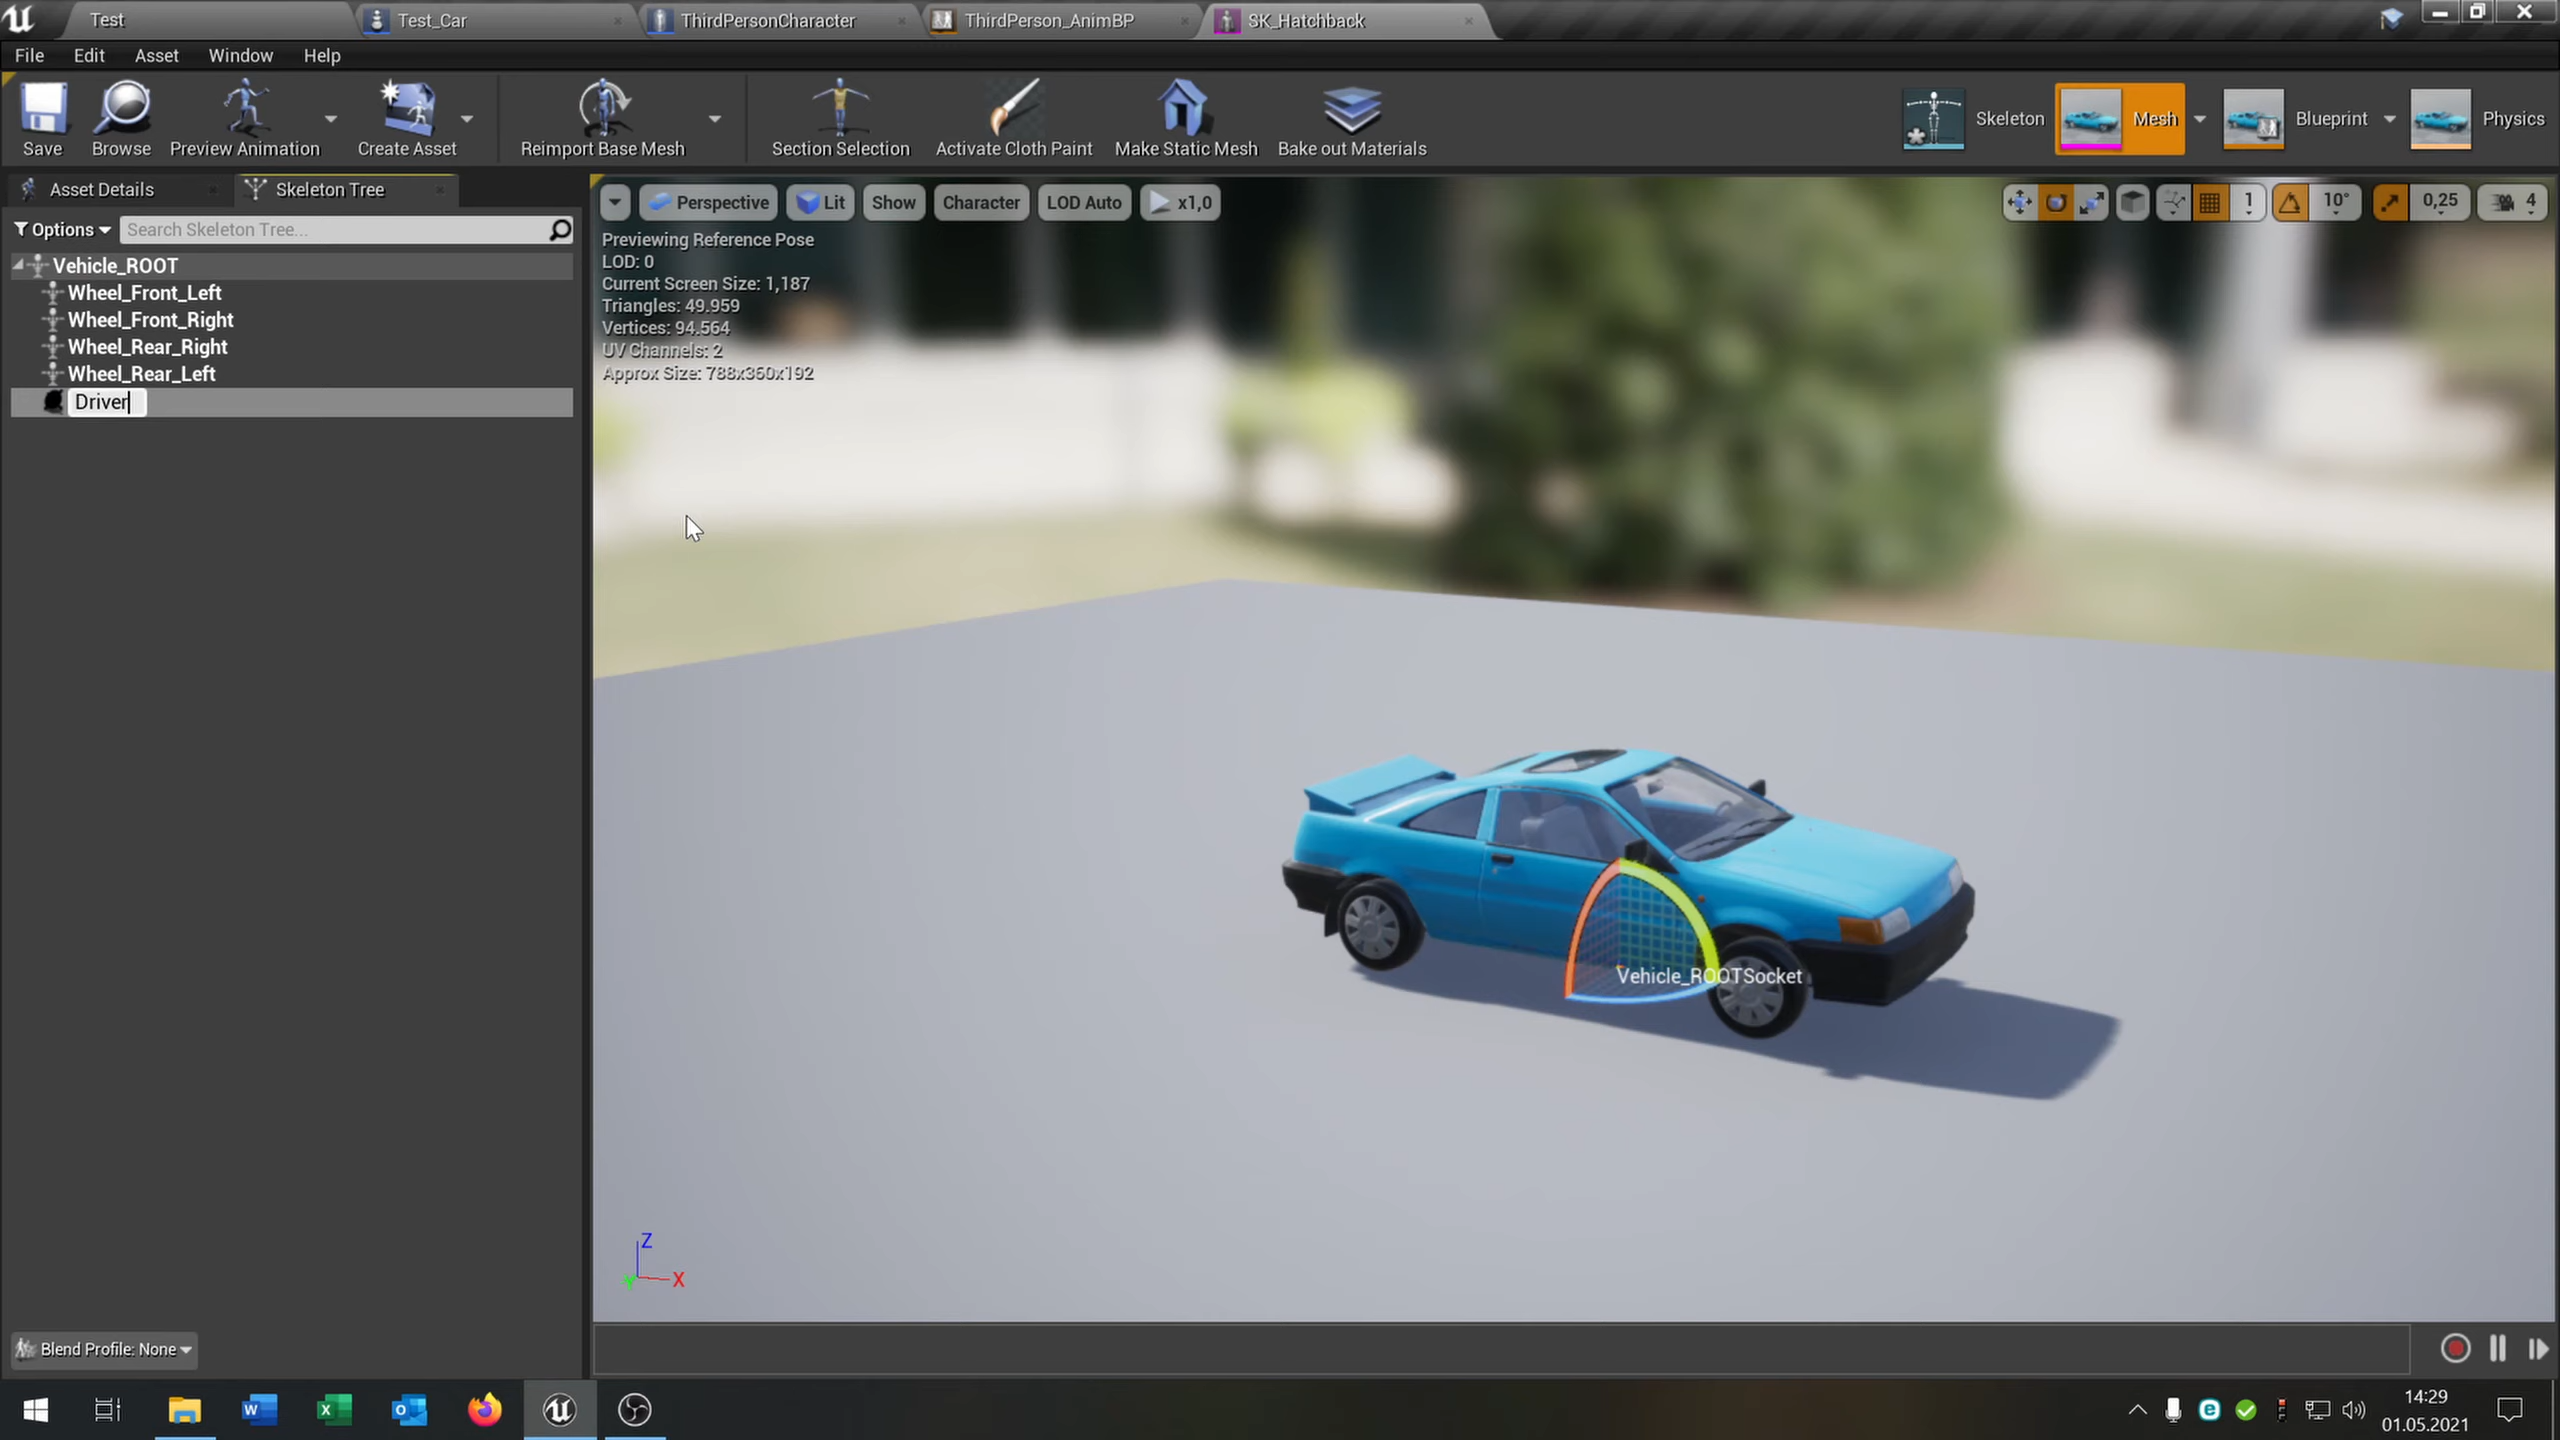 Test
Test_Car
ThirdPersonCharacter
ThirdPerson_AnimBP
SK_Hatchback
File
Edit
Asset
Window
Help
Save
Browse
Preview Animation
Create Asset
Reimport Base Mesh
Section Selection
Activate Cloth Paint
Make Static Mesh
Bake out Materials
Skeleton
Mesh
Blueprint
Physics
Asset Details
Skeleton Tree
Options
Search Skeleton Tree...
Vehicle_ROOT
Wheel_Front_Left
Wheel_Front_Right
Wheel_Rear_Right
Wheel_Rear_Left
Driver
Perspective
Lit
Show
Character
LOD Auto
x1,0
1
10°
0,25
4
Previewing Reference Pose
LOD: 0
Current Screen Size: 1,187
Triangles: 49.959
Vertices: 94.564
UV Channels: 2
Approx Size: 788x360x192
Vehicle_ROOTSocket
Z
Y
X
Blend Profile: None
14:29
01.05.2021